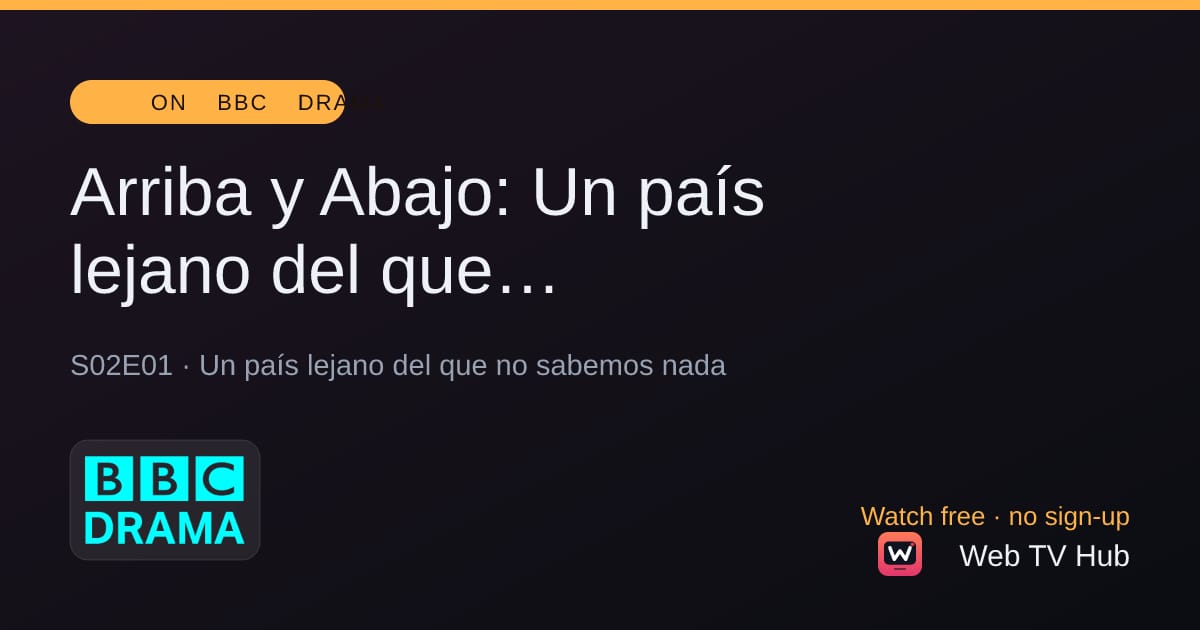 ON BBC DRAMA
Arriba y Abajo: Un país
lejano del que…
S02E01 · Un país lejano del que no sabemos nada
BBC
DRAMA
Watch free · no sign-up
W
Web TV Hub